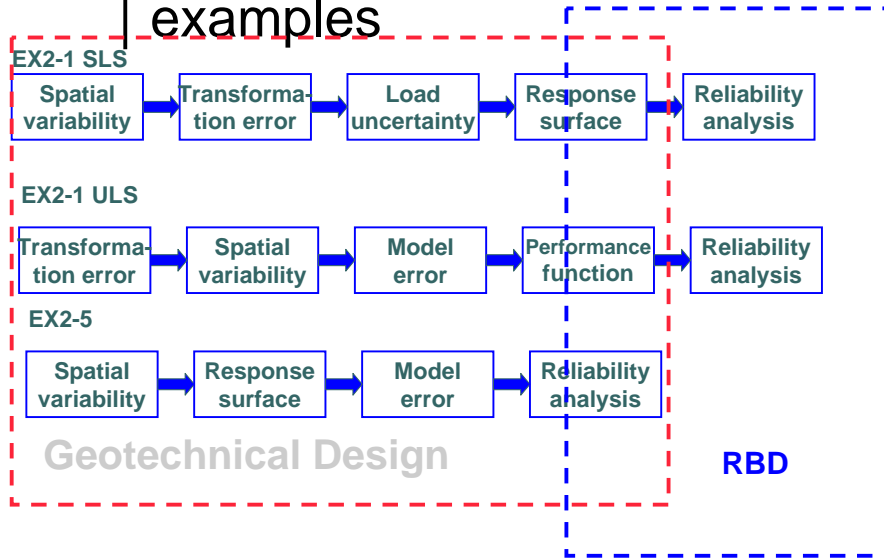 examples
EX2-1 SLS
Spatial variability
Transforma-tion error
Load uncertainty
Response surface
Reliability analysis
EX2-1 ULS
Transforma-tion error
Spatial variability
Model error
Performance function
Reliability analysis
EX2-5
Spatial variability
Response surface
Model error
Reliability analysis
Geotechnical Design
RBD